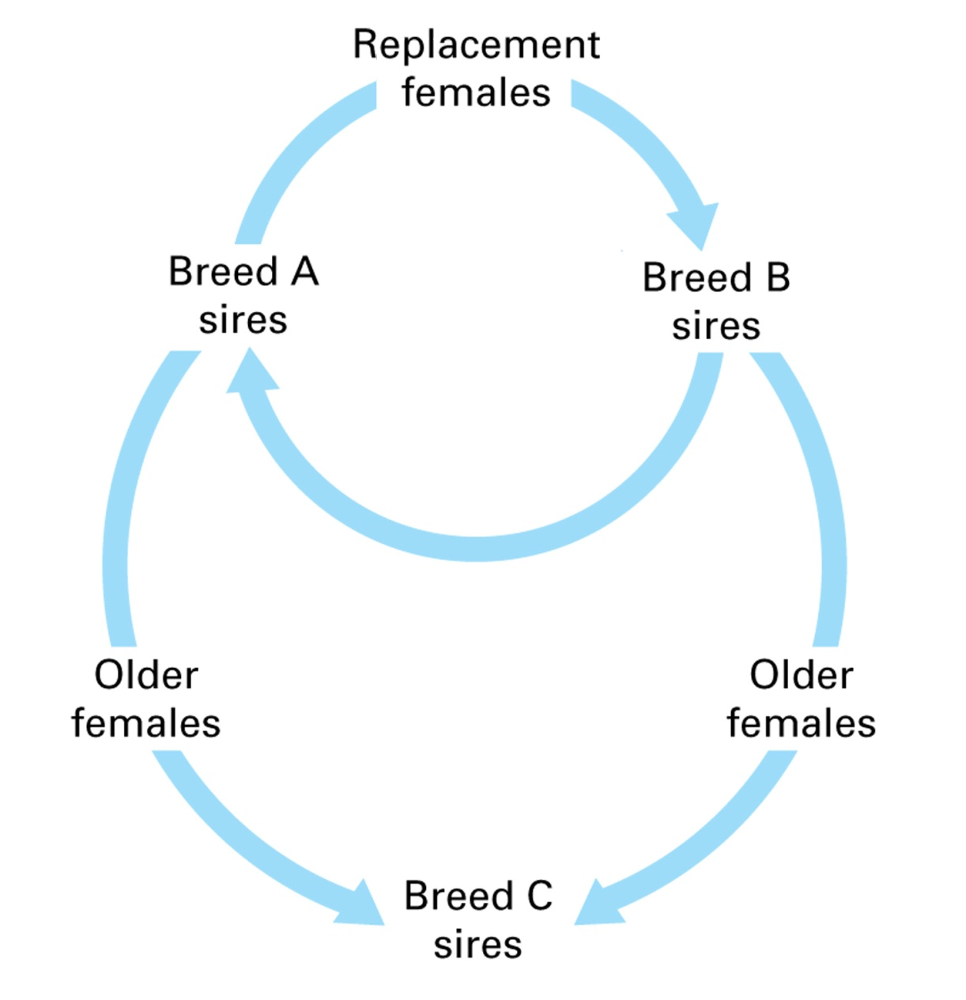 Replacement
females
Breed A
sires
Breed B
sires
Older
females
Older
females
Breed C
sires